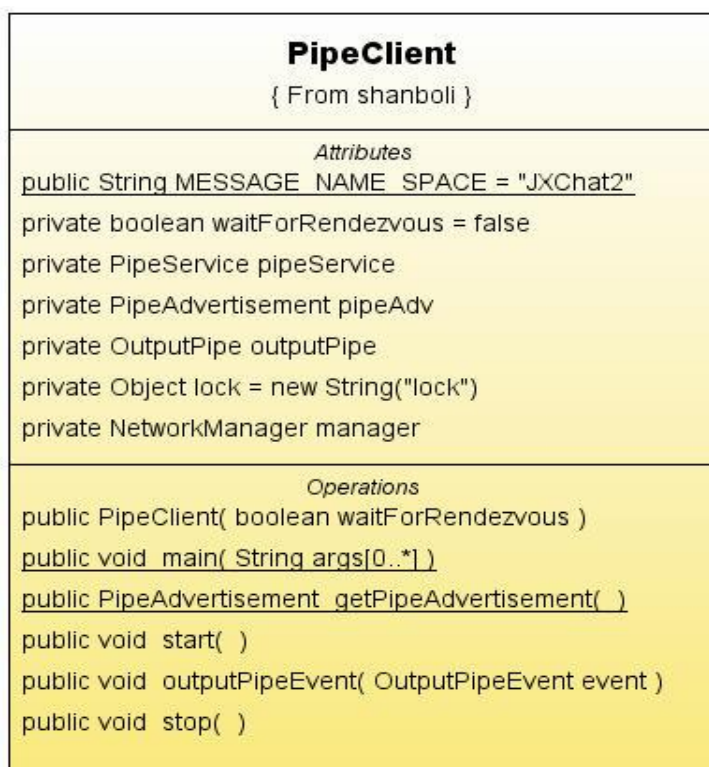 PipeClient
{ From shanboli }
Attributes
public String MESSAGE_NAME_SPACE = "JXChat2"
private boolean waitForRendezvous = false
private PipeService pipeService
private PipeAdvertisement pipeAdv
private OutputPipe outputPipe
private Object lock = new String("lock")
private NetworkManager manager
Operations
public PipeClient( boolean waitForRendezvous )
public void main( String args[0..*] )
public PipeAdvertisement getPipeAdvertisement( )
public void start( )
public void outputPipeEvent( OutputPipeEvent event )
public void stop( )